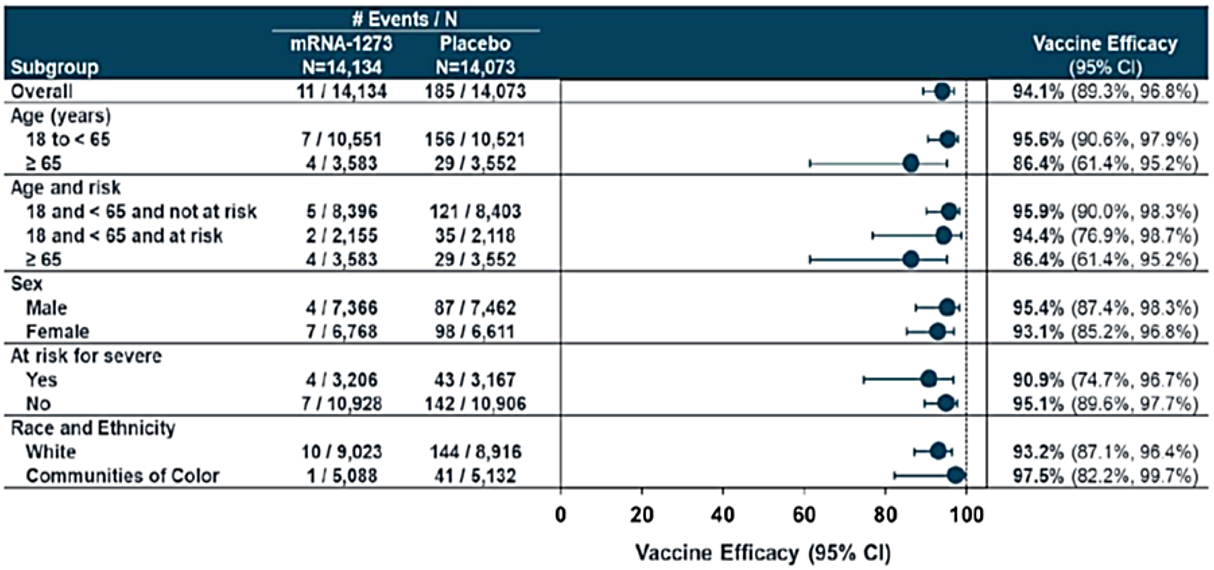 # Events / N
mRNA-1273 Placebo Vaccine Efficacy
Subgroup N=14,134 N=14,073 (95% CI)
Overall 11 / 14,134 185 / 14,073 94.1% (89.3%, 96.8%)
Age (years)
18 to < 65 7 / 10,551 156 / 10,521 95.6% (90.6%, 97.9%)
≥ 65 4 / 3,583 29 / 3,552 86.4% (61.4%, 95.2%)
Age and risk
18 and < 65 and not at risk 5 / 8,396 121 / 8,403 95.9% (90.0%, 98.3%)
18 and < 65 and at risk 2 / 2,155 35 / 2,118 94.4% (76.9%, 98.7%)
≥ 65 4 / 3,583 29 / 3,552 86.4% (61.4%, 95.2%)
Sex
Male 4 / 7,366 87 / 7,462 95.4% (87.4%, 98.3%)
Female 7 / 6,768 98 / 6,611 93.1% (85.2%, 96.8%)
At risk for severe
Yes 4 / 3,206 43 / 3,167 90.9% (74.7%, 96.7%)
No 7 / 10,928 142 / 10,906 95.1% (89.6%, 97.7%)
Race and Ethnicity
White 10 / 9,023 144 / 8,916 93.2% (87.1%, 96.4%)
Communities of Color 1 / 5,088 41 / 5,132 97.5% (82.2%, 99.7%)
0 20 40 60 80 100
Vaccine Efficacy (95% CI)